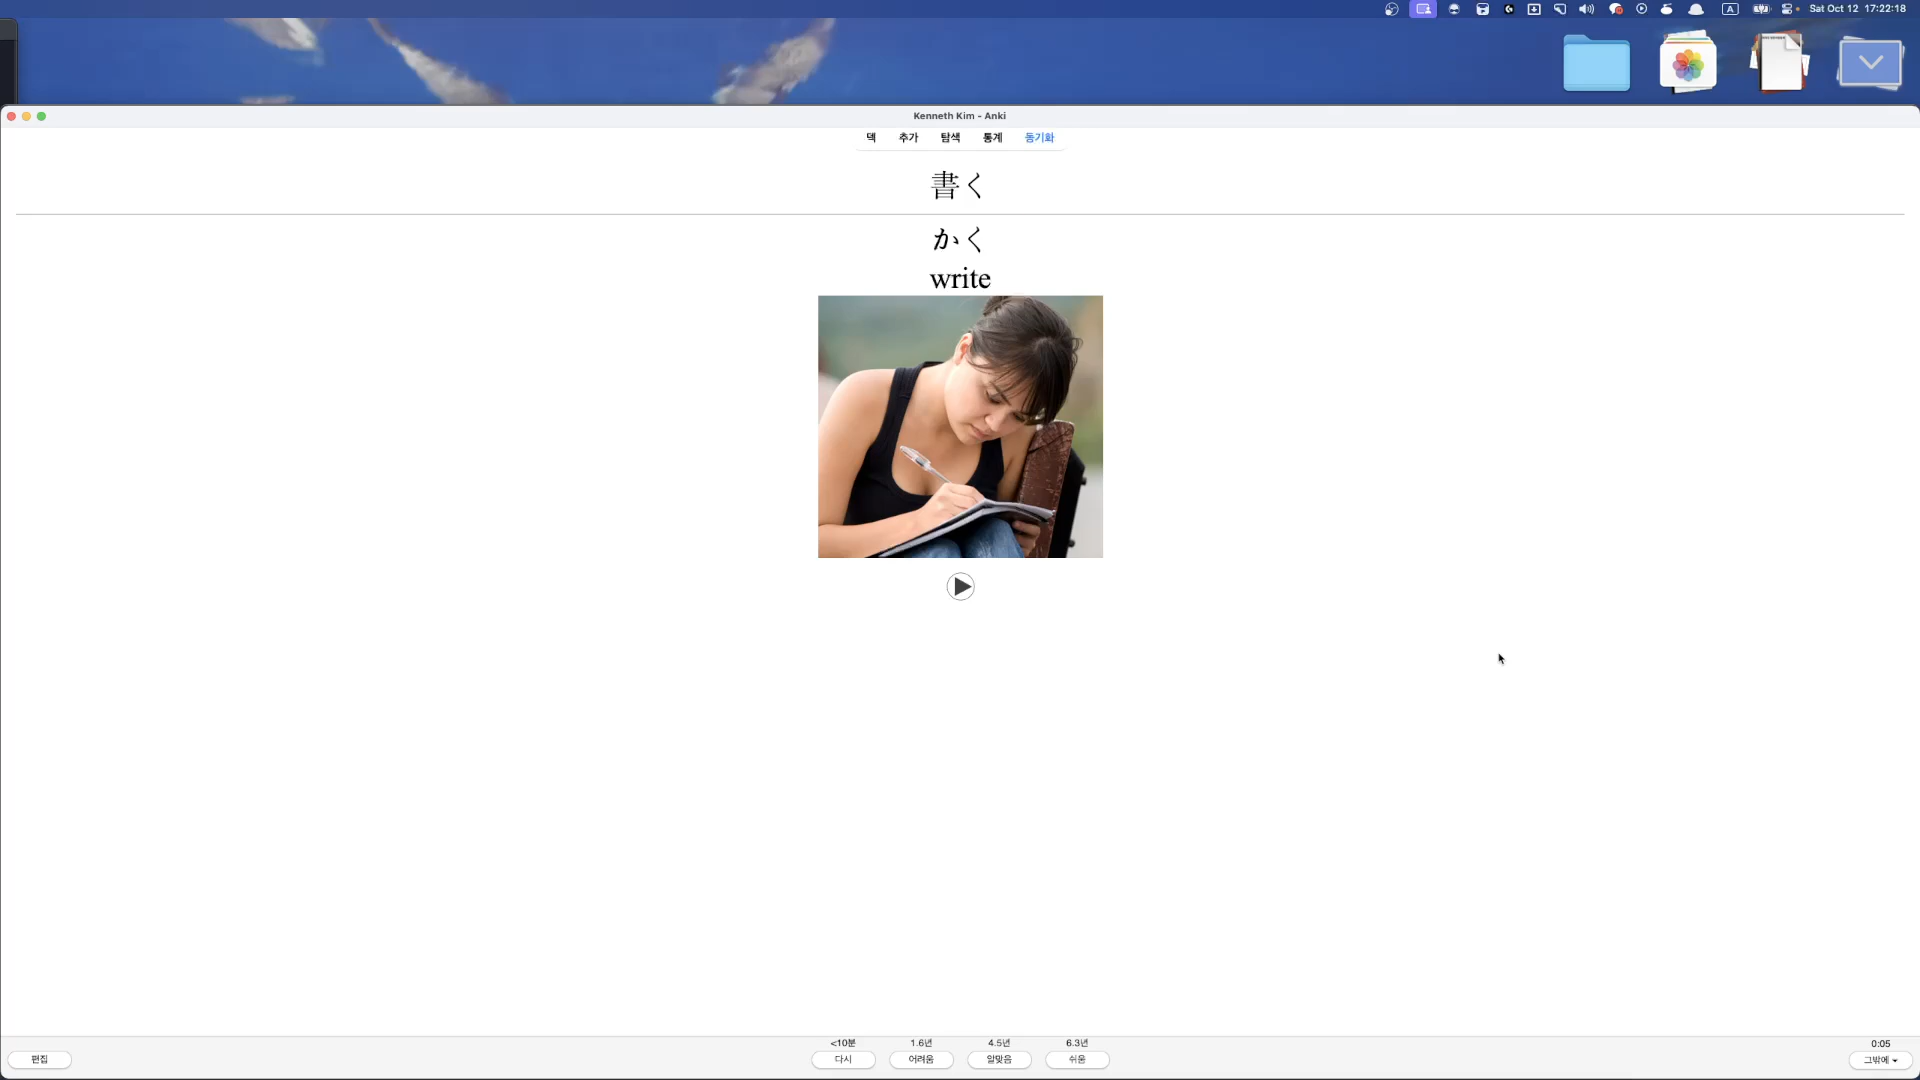 Sat Oct 12 17:22:18
Kenneth Kim - Anki
덱 추가 탐색 통계 동기화
書く
かく
write
<10분 1.6년 4.5년 6.3년 0:05
편집 다시 어려움 알맞음 쉬움 그밖에